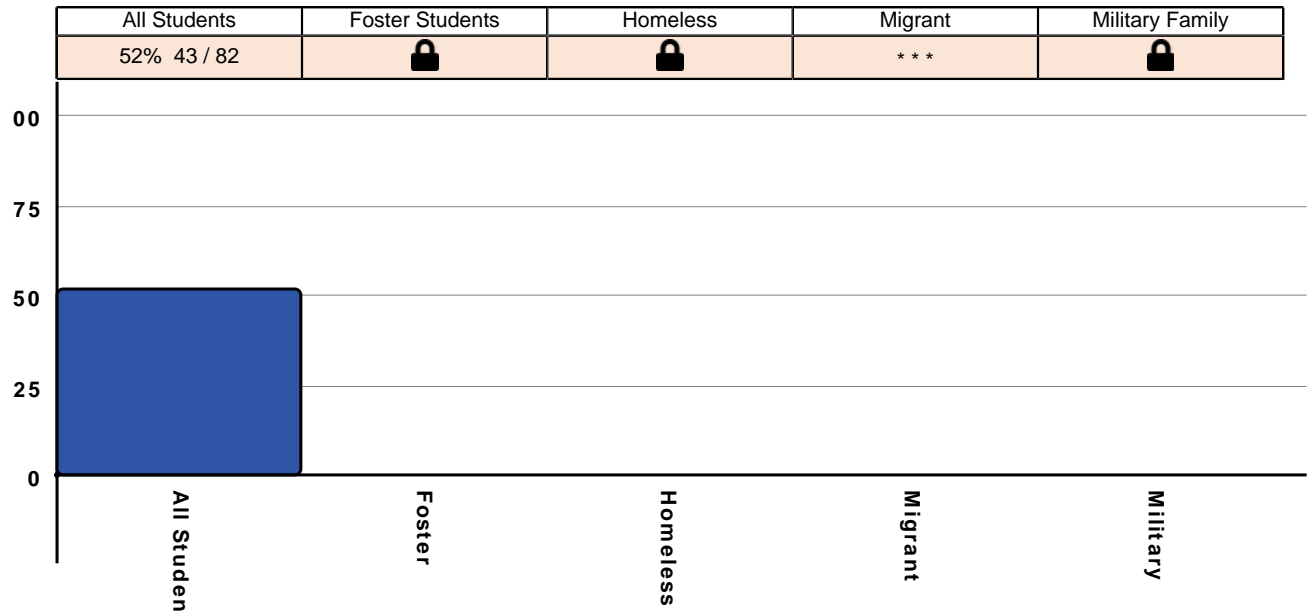 All Students Foster Students Homeless Migrant Military Family
52% 43 / 82 * * *
00
75
50
25
0
All Studen
Foster
Homeless
Migrant
Military